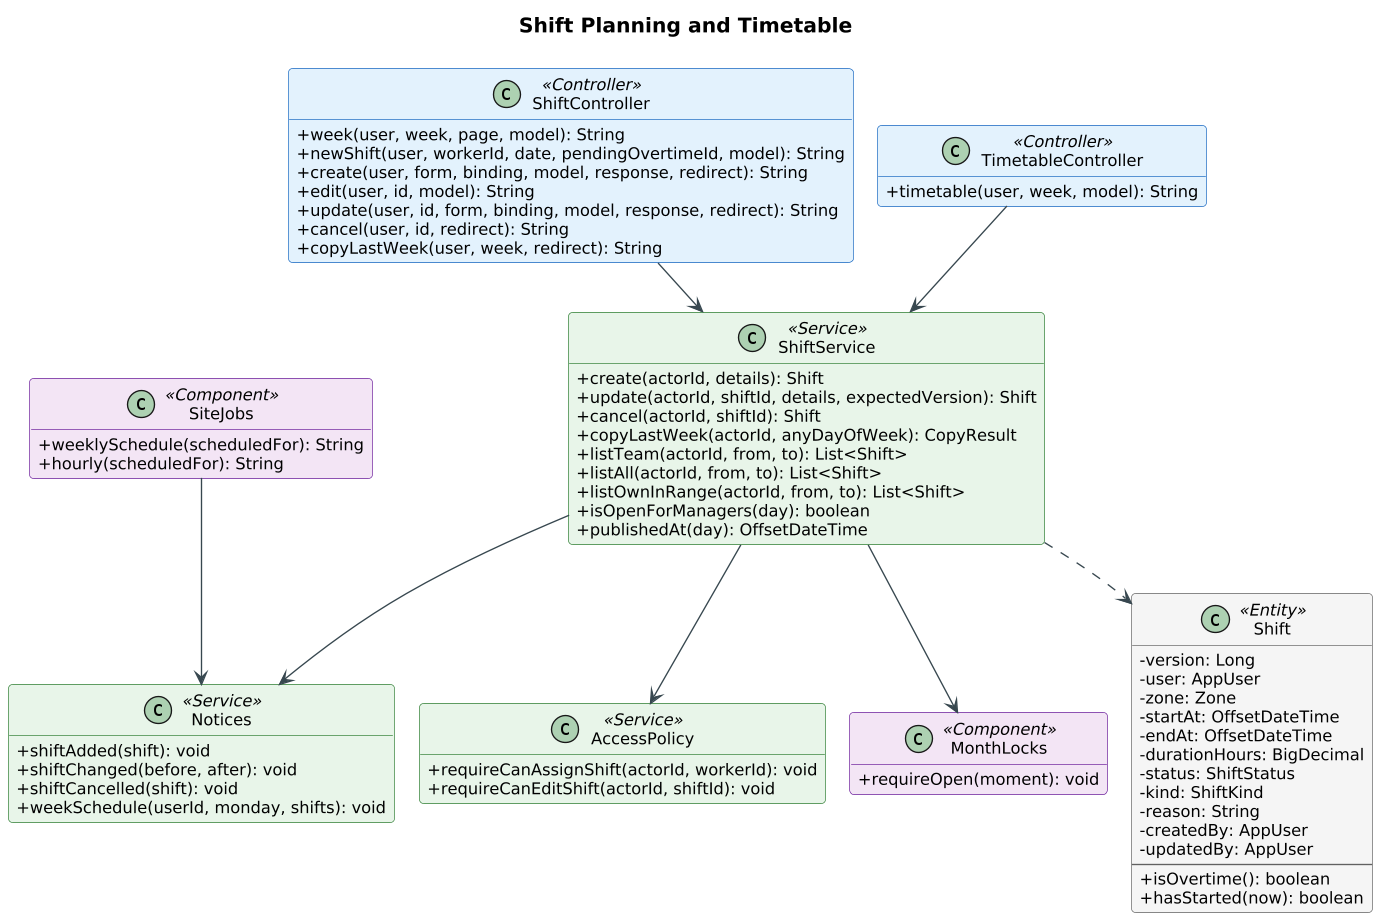 Shift Planning and Timetable
C
«Controller»
ShiftController
+week(user, week, page, model): String
+newShift(user, workerId, date, pendingOvertimeId, model): String
+create(user, form, binding, model, response, redirect): String
+edit(user, id, model): String
+update(user, id, form, binding, model, response, redirect): String
+cancel(user, id, redirect): String
+copyLastWeek(user, week, redirect): String
C
«Controller»
TimetableController
+timetable(user, week, model): String
C
«Service»
ShiftService
+create(actorId, details): Shift
+update(actorId, shiftId, details, expectedVersion): Shift
+cancel(actorId, shiftId): Shift
+copyLastWeek(actorId, anyDayOfWeek): CopyResult
+listTeam(actorId, from, to): List<Shift>
+listAll(actorId, from, to): List<Shift>
+listOwnInRange(actorId, from, to): List<Shift>
+isOpenForManagers(day): boolean
+publishedAt(day): OffsetDateTime
C
«Component»
SiteJobs
+weeklySchedule(scheduledFor): String
+hourly(scheduledFor): String
C
«Service»
Notices
+shiftAdded(shift): void
+shiftChanged(before, after): void
+shiftCancelled(shift): void
+weekSchedule(userId, monday, shifts): void
C
«Service»
AccessPolicy
+requireCanAssignShift(actorId, workerId): void
+requireCanEditShift(actorId, shiftId): void
C
«Component»
MonthLocks
+requireOpen(moment): void
C
«Entity»
Shift
-version: Long
-user: AppUser
-zone: Zone
-startAt: OffsetDateTime
-endAt: OffsetDateTime
-durationHours: BigDecimal
-status: ShiftStatus
-kind: ShiftKind
-reason: String
-createdBy: AppUser
-updatedBy: AppUser
+isOvertime(): boolean
+hasStarted(now): boolean